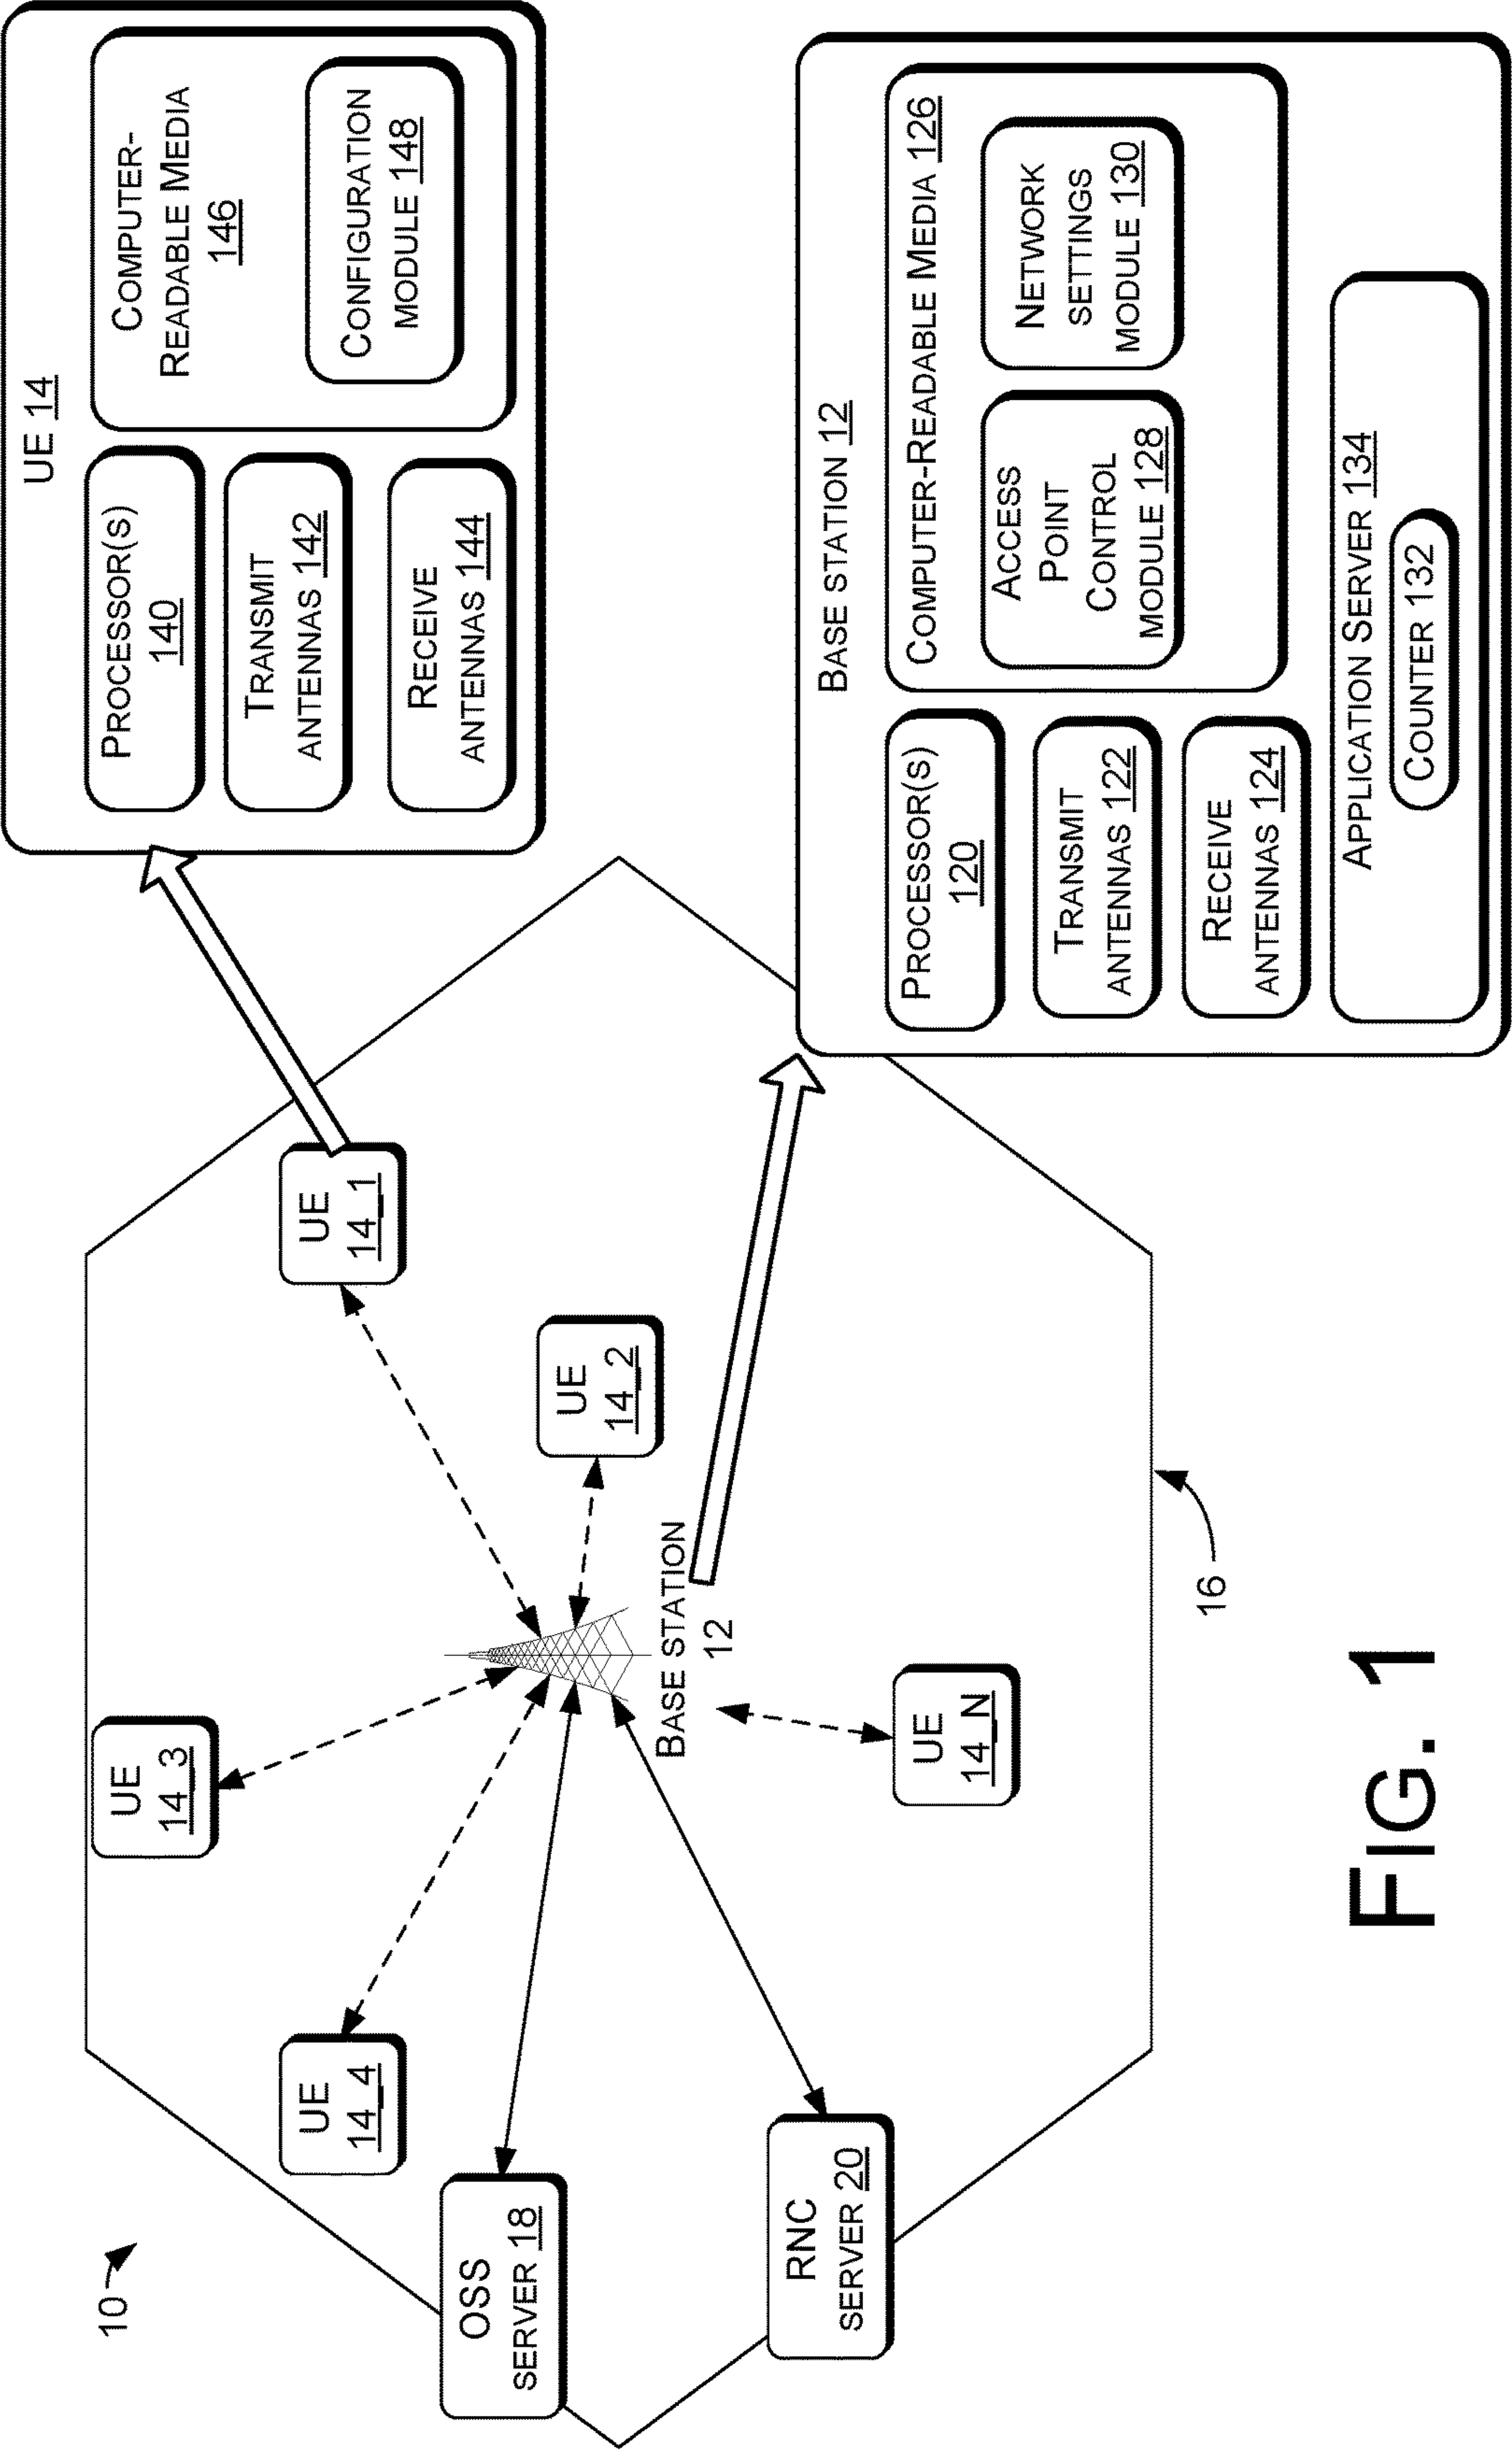 10
UE
14_3
UE
14_4
UE
14_1
UE
14_2
OSS
SERVER 18
BASE STATION
12
RNC
SERVER 20
UE
14_N
16
UE 14
PROCESSOR(S)
140
TRANSMIT
ANTENNAS 142
RECEIVE
ANTENNAS 144
COMPUTER-
READABLE MEDIA
146
CONFIGURATION
MODULE 148
BASE STATION 12
PROCESSOR(S)
120
TRANSMIT
ANTENNAS 122
RECEIVE
ANTENNAS 124
COMPUTER-READABLE MEDIA 126
ACCESS
POINT
CONTROL
MODULE 128
NETWORK
SETTINGS
MODULE 130
APPLICATION SERVER 134
COUNTER 132
FIG. 1